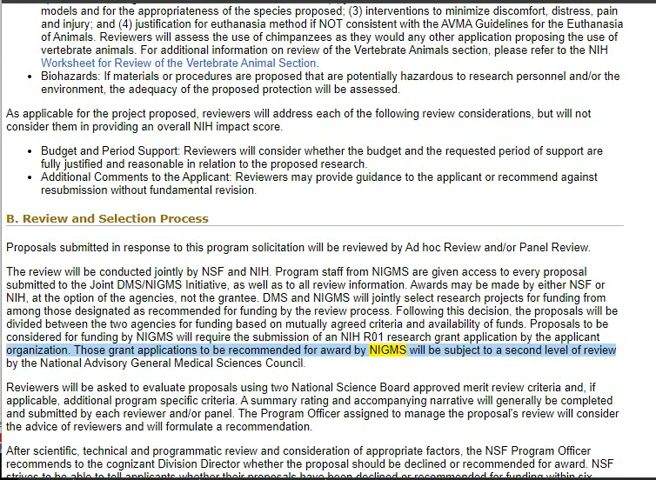 models and for the appropriateness of the species proposed; (3) interventions to minimize discomfort, distress, pain
and injury; and (4) justification for euthanasia method if NOT consistent with the AVMA Guidelines for the Euthanasia
of Animals. Reviewers will assess the use of chimpanzees as they would any other application proposing the use of
vertebrate animals. For additional information on review of the Vertebrate Animals section, please refer to the NIH
Worksheet for Review of the Vertebrate Animal Section.
• Biohazards: If materials or procedures are proposed that are potentially hazardous to research personnel and/or the
environment, the adequacy of the proposed protection will be assessed.
As applicable for the project proposed, reviewers will address each of the following review considerations, but will not
consider them in providing an overall NIH impact score.
• Budget and Period Support: Reviewers will consider whether the budget and the requested period of support are
fully justified and reasonable in relation to the proposed research.
• Additional Comments to the Applicant: Reviewers may provide guidance to the applicant or recommend against
resubmission without fundamental revision.
B. Review and Selection Process
Proposals submitted in response to this program solicitation will be reviewed by Ad hoc Review and/or Panel Review.
The review will be conducted jointly by NSF and NIH. Program staff from NIGMS are given access to every proposal
submitted to the Joint DMS/NIGMS Initiative, as well as to all review information. Awards may be made by either NSF or
NIH, at the option of the agencies, not the grantee. DMS and NIGMS will jointly select research projects for funding from
among those designated as recommended for funding by the review process. Following this decision, the proposals will be
divided between the two agencies for funding based on mutually agreed criteria and availability of funds. Proposals to be
considered for funding by NIGMS will require the submission of an NIH R01 research grant application by the applicant
organization. Those grant applications to be recommended for award by NIGMS will be subject to a second level of review
by the National Advisory General Medical Sciences Council.
Reviewers will be asked to evaluate proposals using two National Science Board approved merit review criteria and, if
applicable, additional program specific criteria. A summary rating and accompanying narrative will generally be completed
and submitted by each reviewer and/or panel. The Program Officer assigned to manage the proposal's review will consider
the advice of reviewers and will formulate a recommendation.
After scientific, technical and programmatic review and consideration of appropriate factors, the NSF Program Officer
recommends to the cognizant Division Director whether the proposal should be declined or recommended for award. NSF
strives to be able to tell applicants whether their proposals have been declined or recommended for funding within six